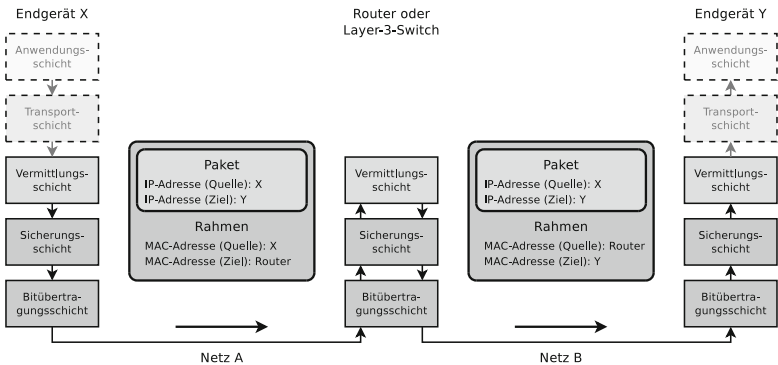 Endgerät X
Router oder
Layer-3-Switch
Endgerät Y
Anwendungs-
schicht
Transport-
schicht
Vermittlungs-
schicht
Sicherungs-
schicht
Bitübertra-
gungsschicht
Paket
IP-Adresse (Quelle): X
IP-Adresse (Ziel): Y
Rahmen
MAC-Adresse (Quelle): X
MAC-Adresse (Ziel): Router
Vermittlungs-
schicht
Sicherungs-
schicht
Bitübertra-
gungsschicht
Paket
IP-Adresse (Quelle): X
IP-Adresse (Ziel): Y
Rahmen
MAC-Adresse (Quelle): Router
MAC-Adresse (Ziel): Y
Anwendungs-
schicht
Transport-
schicht
Vermittlungs-
schicht
Sicherungs-
schicht
Bitübertra-
gungsschicht
Netz A
Netz B